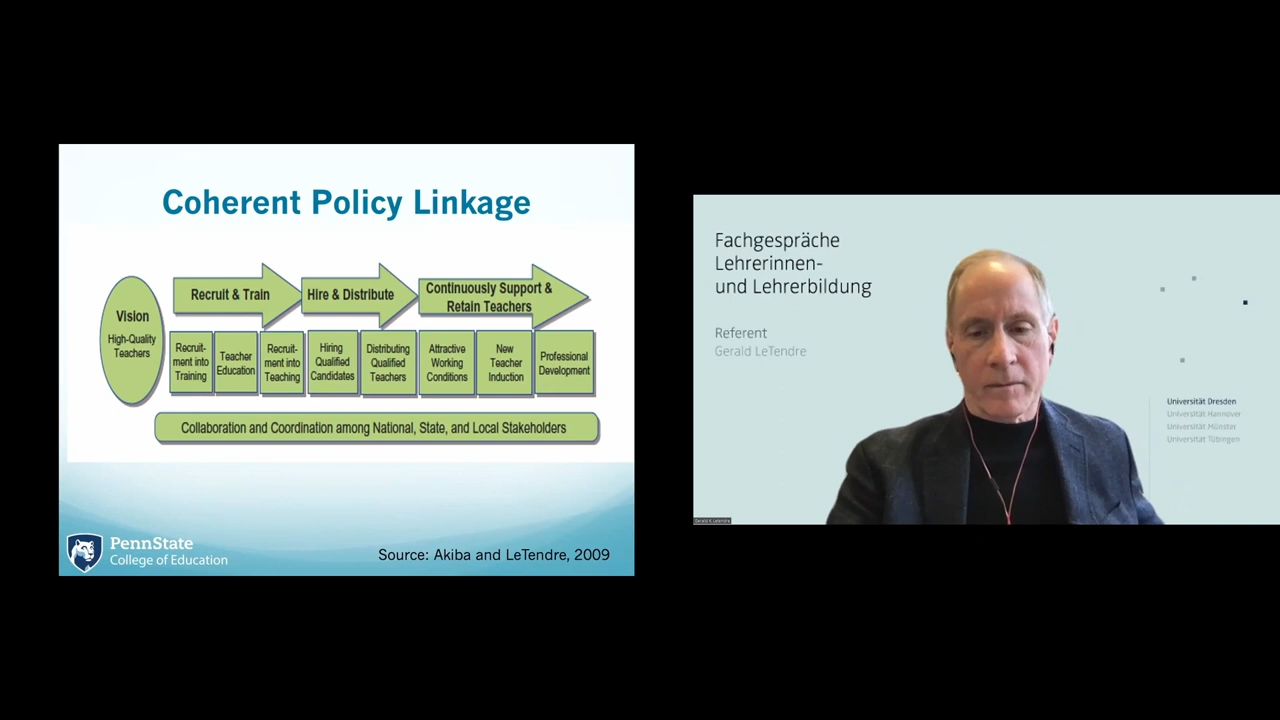 Coherent Policy Linkage
Vision
High-Quality
Teachers
Recruit & Train
Hire & Distribute
Continuously Support &
Retain Teachers
Recruit-
ment into
Training
Teacher
Education
Recruit-
ment into
Teaching
Hiring
Qualified
Candidates
Distributing
Qualified
Teachers
Attractive
Working
Conditions
New
Teacher
Induction
Professional
Development
Collaboration and Coordination among National, State, and Local Stakeholders
PennState
College of Education
Source: Akiba and LeTendre, 2009
Fachgespräche
Lehrerinnen-
und Lehrerbildung
Referent
Gerald LeTendre
Universität Dresden
Universität Hannover
Universität Münster
Universität Tübingen